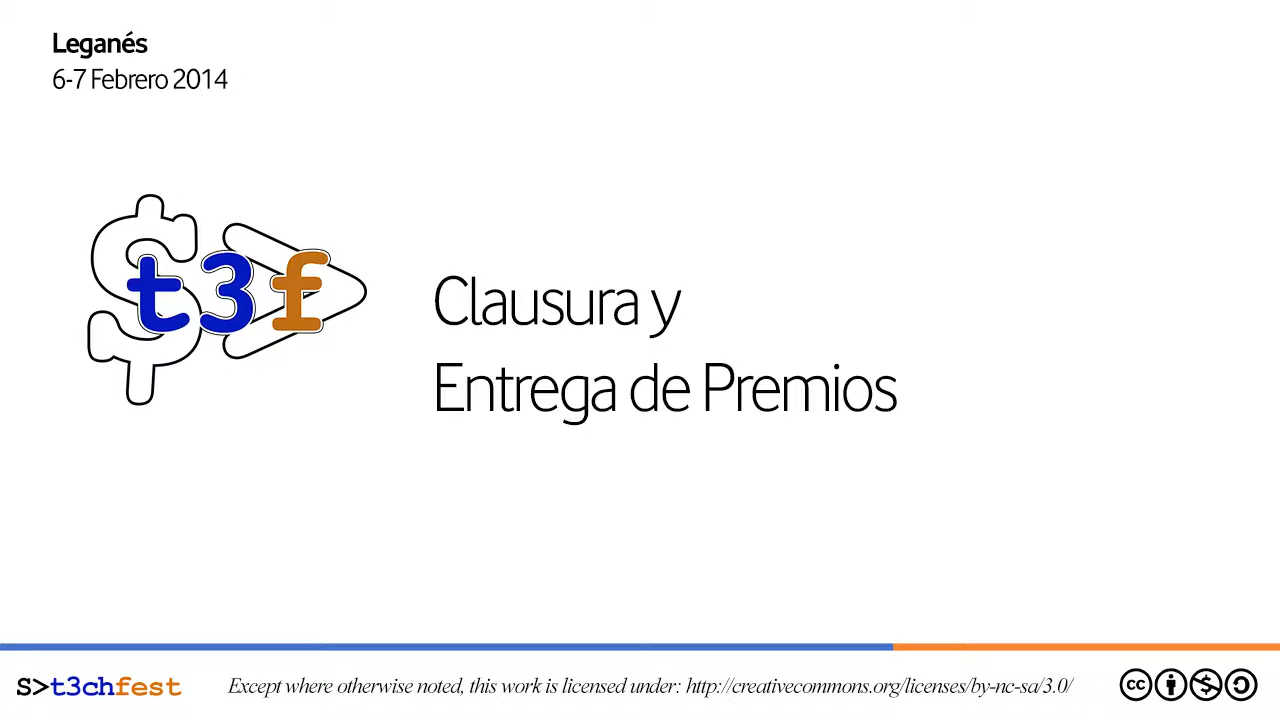 Leganés
6-7 Febrero 2014
$> t3f
Clausura y
Entrega de Premios
S>t3chfest
Except where otherwise noted, this work is licensed under: http://creativecommons.org/licenses/by-nc-sa/3.0/
cc